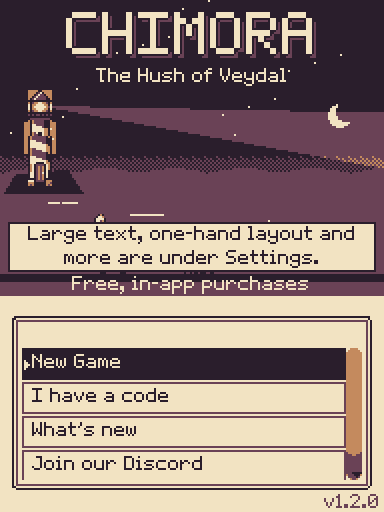 CHIMORA
The Hush of Veydal
Large text, one-hand layout and
more are under Settings.
Free, in-app purchases
New Game
I have a code
What's new
Join our Discord
v1.2.0